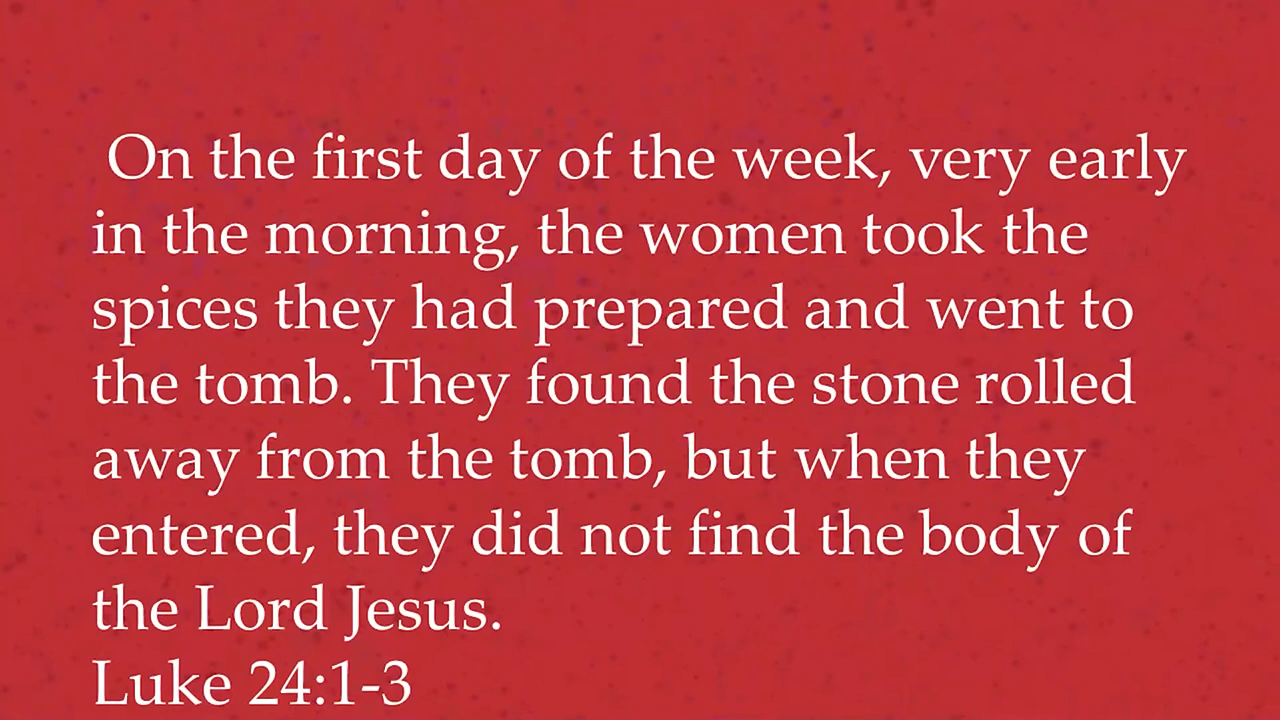 On the first day of the week, very early
in the morning, the women took the
spices they had prepared and went to
the tomb. They found the stone rolled
away from the tomb, but when they
entered, they did not find the body of
the Lord Jesus.
Luke 24:1-3